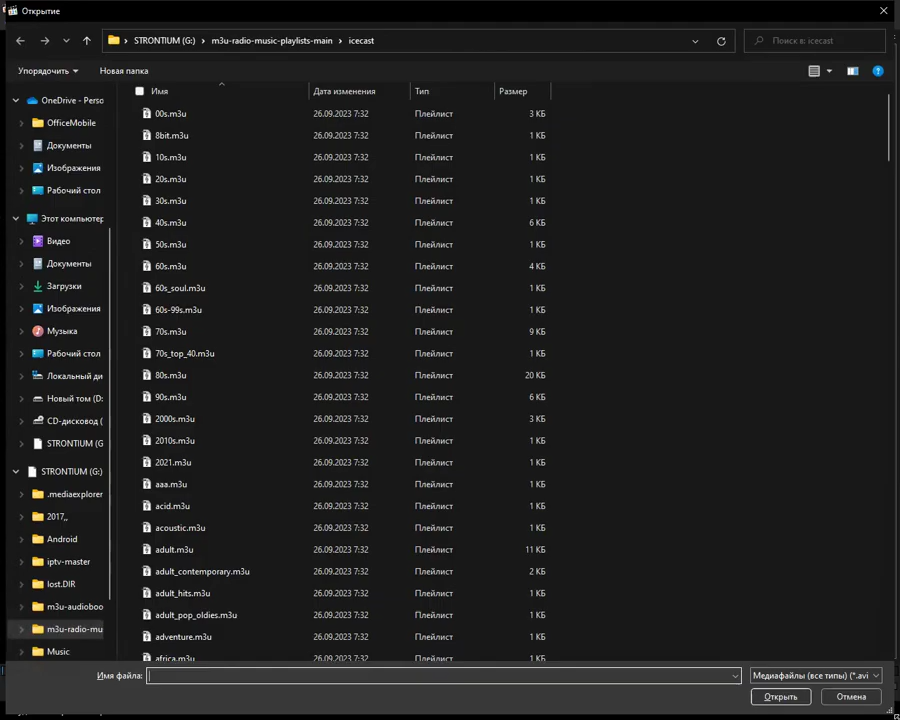 Открытие
STRONTIUM (G:) > m3u-radio-music-playlists-main > icecast
Поиск в: icecast
Упорядочить Новая папка
Имя Дата изменения Тип Размер
OneDrive - Perso
OfficeMobile
Документы
Изображения
Рабочий стол
Этот компьютер
Видео
Документы
Загрузки
Изображения
Музыка
Рабочий стол
Локальный ди
Новый том (D:
CD-дисковод (
STRONTIUM (G
STRONTIUM (G:)
.mediaexplorer
2017,,
Android
iptv-master
lost.DIR
m3u-audioboo
m3u-radio-mu
Music
00s.m3u 26.09.2023 7:32 Плейлист 3 КБ
8bit.m3u 26.09.2023 7:32 Плейлист 1 КБ
10s.m3u 26.09.2023 7:32 Плейлист 1 КБ
20s.m3u 26.09.2023 7:32 Плейлист 1 КБ
30s.m3u 26.09.2023 7:32 Плейлист 1 КБ
40s.m3u 26.09.2023 7:32 Плейлист 6 КБ
50s.m3u 26.09.2023 7:32 Плейлист 1 КБ
60s.m3u 26.09.2023 7:32 Плейлист 4 КБ
60s_soul.m3u 26.09.2023 7:32 Плейлист 1 КБ
60s-99s.m3u 26.09.2023 7:32 Плейлист 1 КБ
70s.m3u 26.09.2023 7:32 Плейлист 9 КБ
70s_top_40.m3u 26.09.2023 7:32 Плейлист 1 КБ
80s.m3u 26.09.2023 7:32 Плейлист 20 КБ
90s.m3u 26.09.2023 7:32 Плейлист 6 КБ
2000s.m3u 26.09.2023 7:32 Плейлист 3 КБ
2010s.m3u 26.09.2023 7:32 Плейлист 1 КБ
2021.m3u 26.09.2023 7:32 Плейлист 1 КБ
aaa.m3u 26.09.2023 7:32 Плейлист 1 КБ
acid.m3u 26.09.2023 7:32 Плейлист 1 КБ
acoustic.m3u 26.09.2023 7:32 Плейлист 1 КБ
adult.m3u 26.09.2023 7:32 Плейлист 11 КБ
adult_contemporary.m3u 26.09.2023 7:32 Плейлист 2 КБ
adult_hits.m3u 26.09.2023 7:32 Плейлист 1 КБ
adult_pop_oldies.m3u 26.09.2023 7:32 Плейлист 1 КБ
adventure.m3u 26.09.2023 7:32 Плейлист 1 КБ
africa.m3u 26.09.2023 7:32 Плейлист 1 КБ
Имя файла: Медиафайлы (все типы) (*.avi
Открыть Отмена